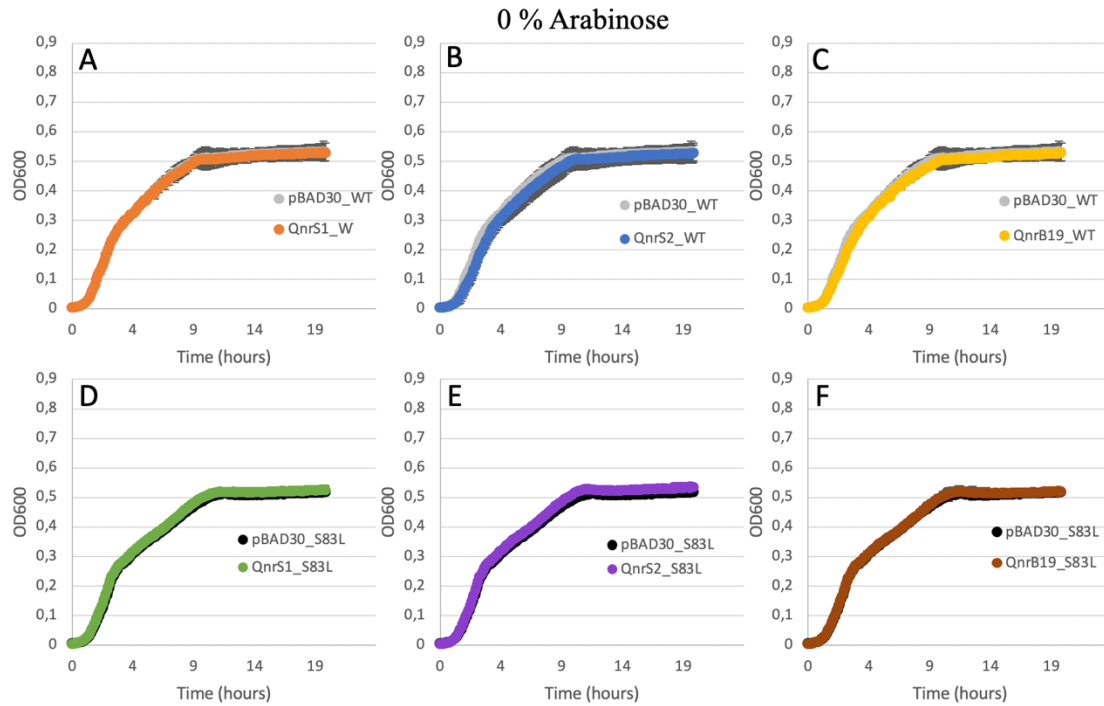 0 % Arabinose
A
0,9
0,8
0,7
0,6
0,5
0,4
0,3
0,2
0,1
0
OD600
pBAD30_WT
QnrS1_W
0 4 9 14 19
Time (hours)
B
0,9
0,8
0,7
0,6
0,5
0,4
0,3
0,2
0,1
0
OD600
pBAD30_WT
QnrS2_WT
0 4 9 14 19
Time (hours)
C
0,9
0,8
0,7
0,6
0,5
0,4
0,3
0,2
0,1
0
OD600
pBAD30_WT
QnrB19_WT
0 4 9 14 19
Time (hours)
D
0,9
0,8
0,7
0,6
0,5
0,4
0,3
0,2
0,1
0
OD600
pBAD30_S83L
QnrS1_S83L
0 4 9 14 19
Time (hours)
E
0,9
0,8
0,7
0,6
0,5
0,4
0,3
0,2
0,1
0
OD600
pBAD30_S83L
QnrS2_S83L
0 4 9 14 19
Time (hours)
F
0,9
0,8
0,7
0,6
0,5
0,4
0,3
0,2
0,1
0
OD600
pBAD30_S83L
QnrB19_S83L
0 4 9 14 19
Time (hours)